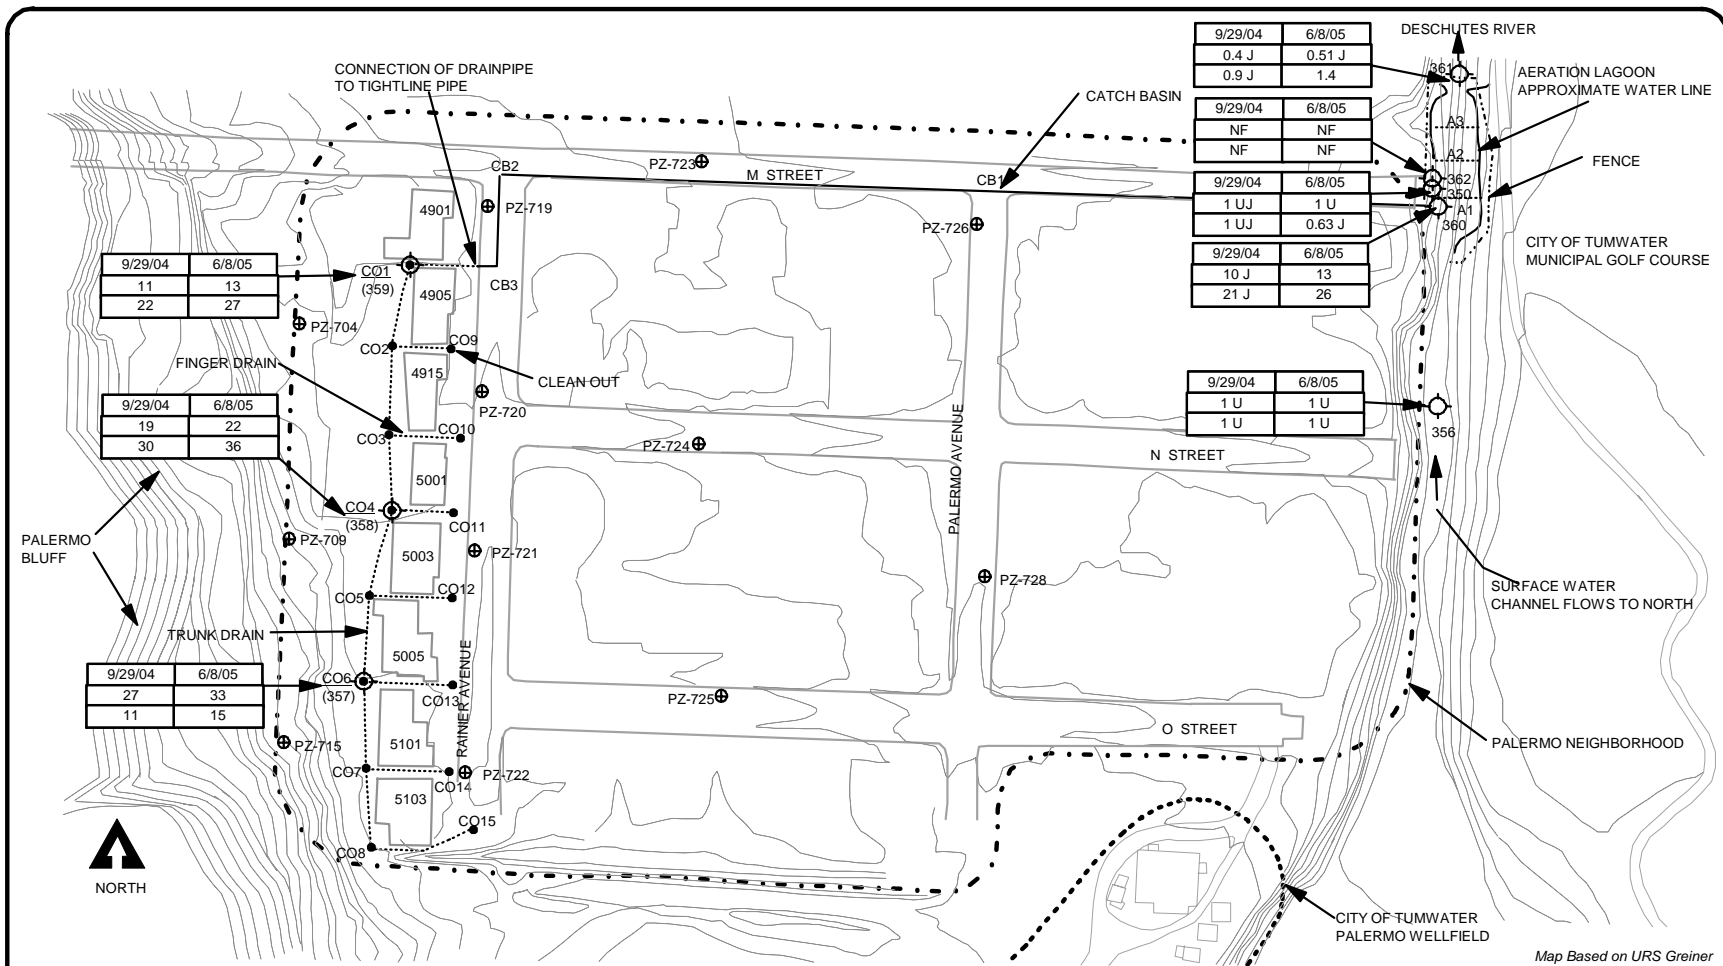 DESCHUTES RIVER
9/29/04 6/8/05
0.4 J 0.51 J
0.9 J 1.4
361
AERATION LAGOON
APPROXIMATE WATER LINE
CONNECTION OF DRAINPIPE
TO TIGHTLINE PIPE
CATCH BASIN
9/29/04 6/8/05
NF NF
NF NF
A3
A2
FENCE
PZ-723
CB2
M STREET
CB1
362
350
A1
360
9/29/04 6/8/05
1 UJ 1 U
1 UJ 0.63 J
4901
PZ-719
PZ-726
CITY OF TUMWATER
MUNICIPAL GOLF COURSE
9/29/04 6/8/05
10 J 13
21 J 26
9/29/04 6/8/05
11 13
22 27
CO1
(359)
CB3
4905
PZ-704
CO2
CO9
FINGER DRAIN
4915
CLEAN OUT
PZ-720
9/29/04 6/8/05
1 U 1 U
1 U 1 U
356
9/29/04 6/8/05
19 22
30 36
CO3
CO10
PZ-724
PALERMO AVENUE
N STREET
5001
CO4
(358)
CO11
PALERMO
BLUFF
PZ-709
5003
PZ-721
PZ-728
CO5
CO12
SURFACE WATER
CHANNEL FLOWS TO NORTH
TRUNK DRAIN
5005
RAINIER AVENUE
9/29/04 6/8/05
27 33
11 15
CO6
(357)
CO13
PZ-725
O STREET
PZ-715
5101
PALERMO NEIGHBORHOOD
CO7
CO14
PZ-722
5103
CO15
CO8
NORTH
CITY OF TUMWATER
PALERMO WELLFIELD
Map Based on URS Greiner